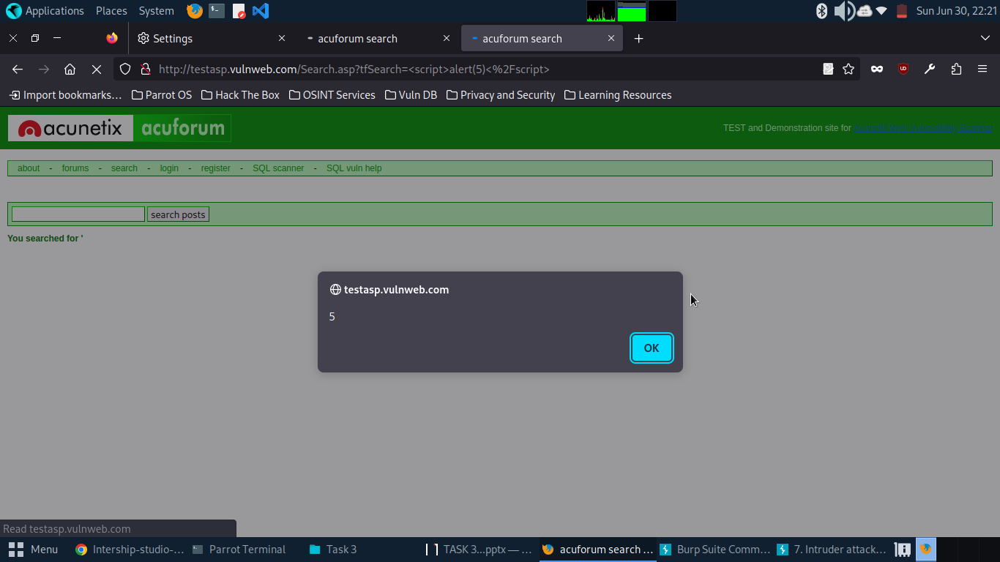 Applications Places System Sun Jun 30, 22:21
Settings acuforum search acuforum search
http://testasp.vulnweb.com/Search.asp?tfSearch=<script>alert(5)<%2Fscript>
Import bookmarks… Parrot OS Hack The Box OSINT Services Vuln DB Privacy and Security Learning Resources
acunetix acuforum
TEST and Demonstration site for Acunetix Web Vulnerability Scanner
about - forums - search - login - register - SQL scanner - SQL vuln help
search posts
You searched for '
testasp.vulnweb.com
5
OK
Read testasp.vulnweb.com
Menu Intership-studio-… Parrot Terminal Task 3 TASK 3…pptx — … acuforum search … Burp Suite Comm… 7. Intruder attack…